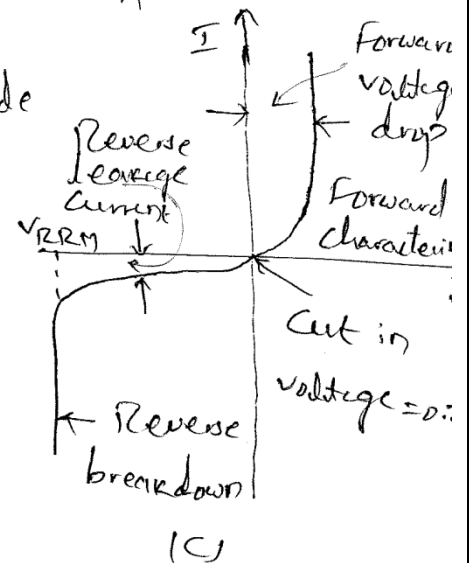 de
I
Forward
voltage
drop
Reverse
leakage
current
VRRM
Forward
characteri
Cut in
voltage = 0.
Reverse
breakdown
(C)